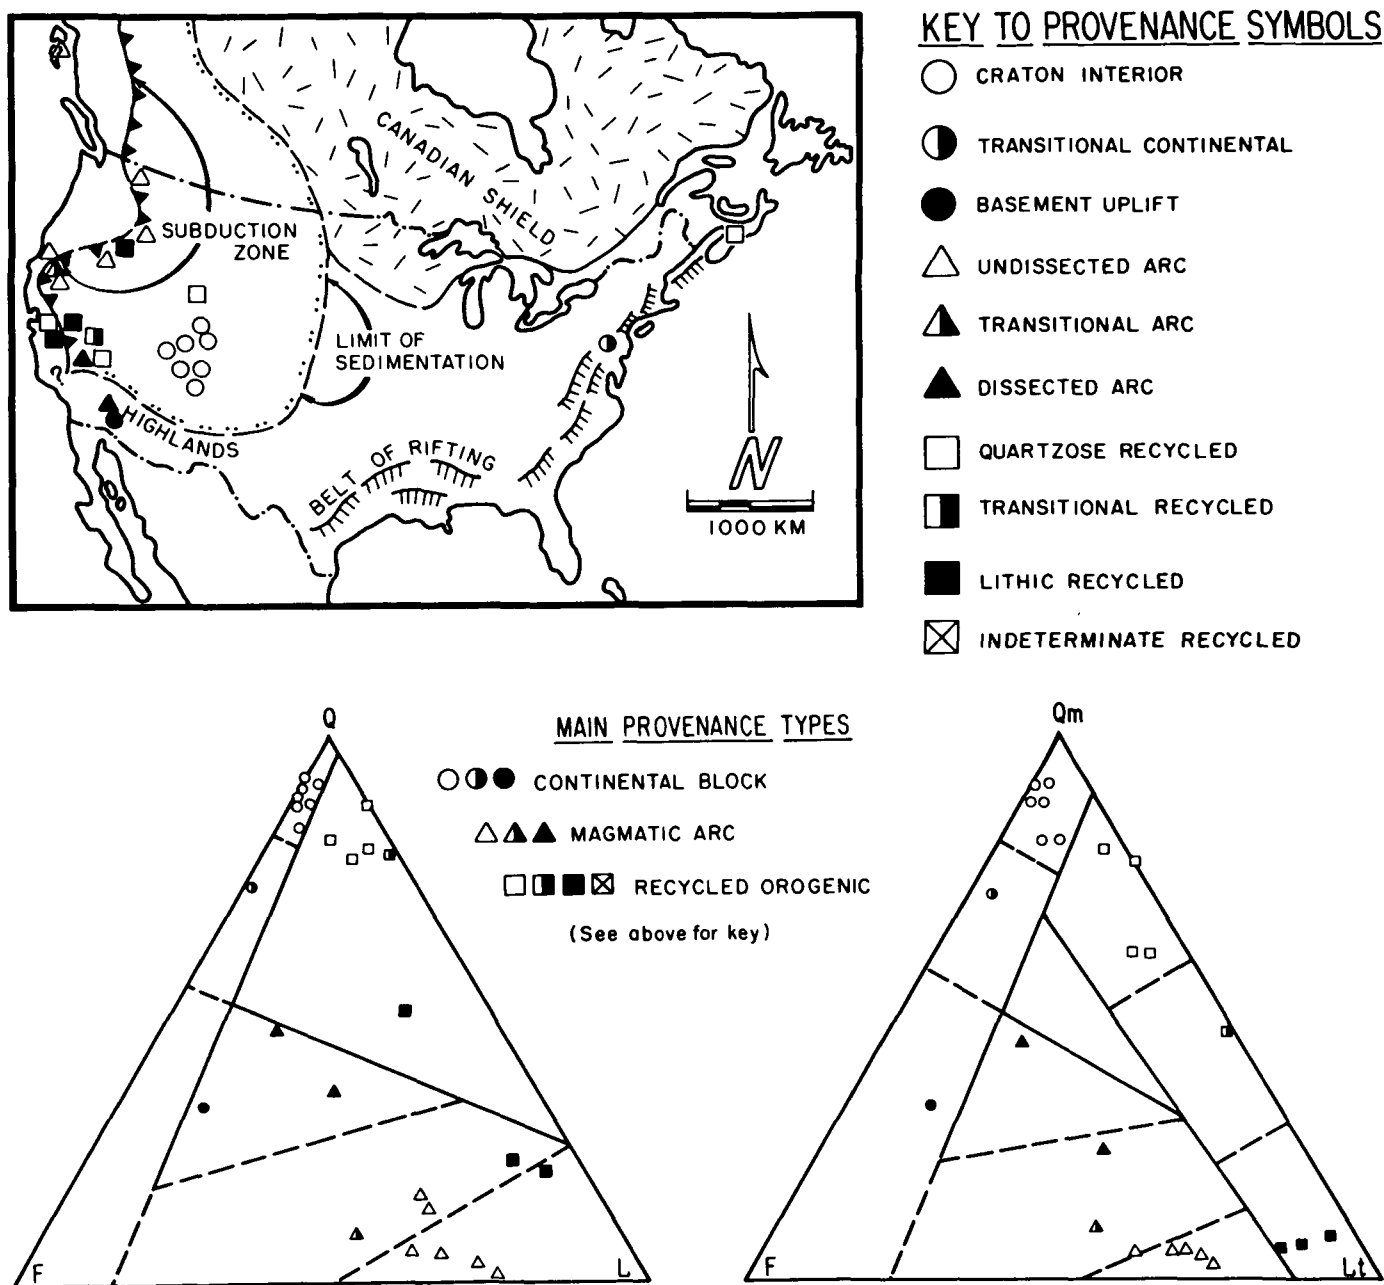 KEY TO PROVENANCE SYMBOLS
CRATON INTERIOR
TRANSITIONAL CONTINENTAL
BASEMENT UPLIFT
UNDISSECTED ARC
TRANSITIONAL ARC
DISSECTED ARC
QUARTZOSE RECYCLED
TRANSITIONAL RECYCLED
LITHIC RECYCLED
INDETERMINATE RECYCLED
CANADIAN SHIELD
SUBDUCTION
ZONE
LIMIT OF
SEDIMENTATION
HIGHLANDS
BELT OF RIFTING
N
1000 KM
Q
F
L
MAIN PROVENANCE TYPES
CONTINENTAL BLOCK
MAGMATIC ARC
RECYCLED OROGENIC
(See above for key)
Qm
F
Lt